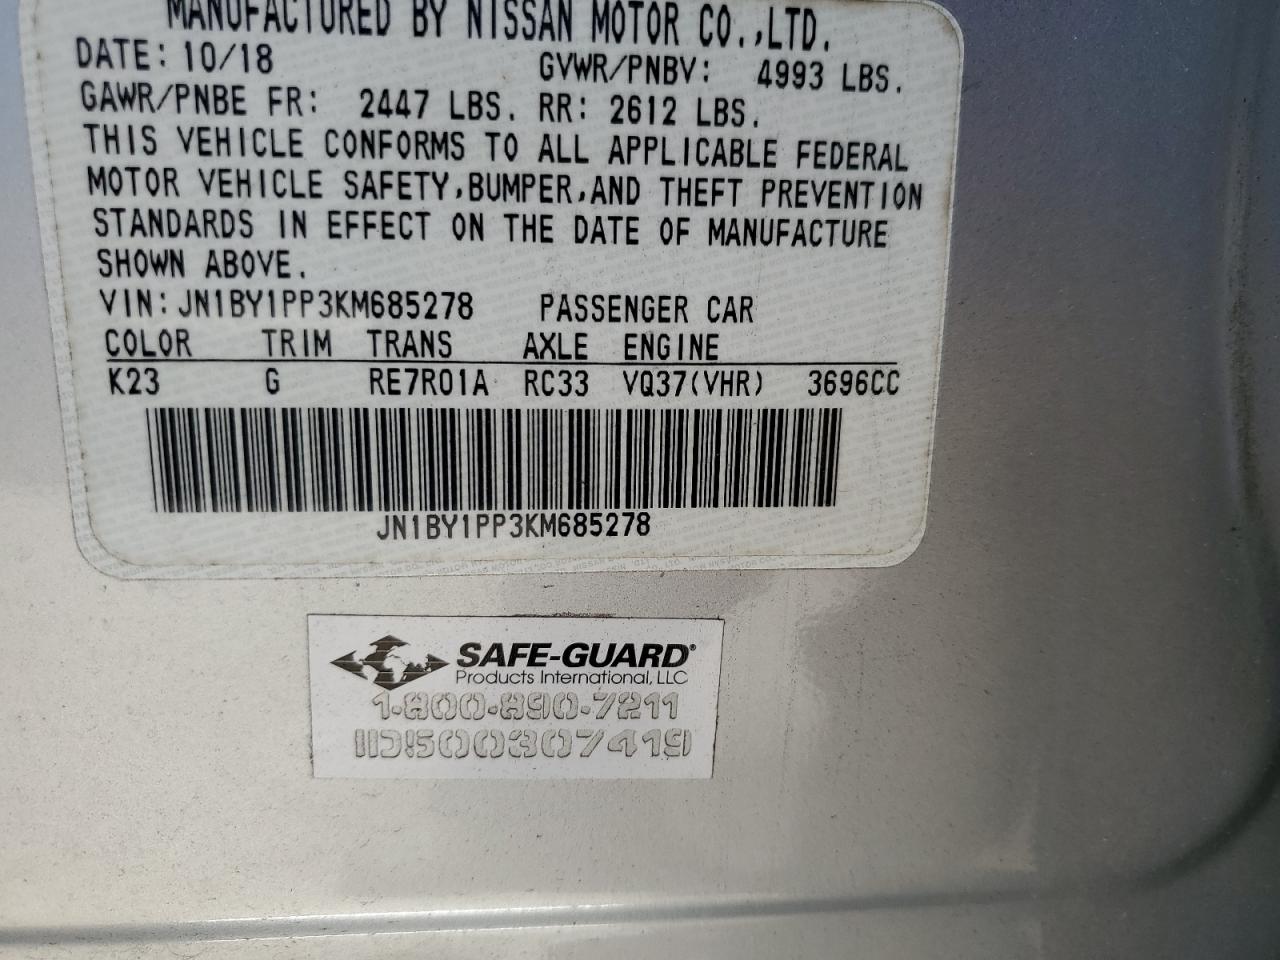 MANUFACTURED BY NISSAN MOTOR CO.,LTD.
DATE: 10/18 GVWR/PNBV: 4993 LBS.
GAWR/PNBE FR: 2447 LBS. RR: 2612 LBS.
THIS VEHICLE CONFORMS TO ALL APPLICABLE FEDERAL
MOTOR VEHICLE SAFETY,BUMPER,AND THEFT PREVENTION
STANDARDS IN EFFECT ON THE DATE OF MANUFACTURE
SHOWN ABOVE.
VIN:JN1BY1PP3KM685278 PASSENGER CAR
COLOR TRIM TRANS AXLE ENGINE
K23 G RE7R01A RC33 VQ37(VHR) 3696CC
JN1BY1PP3KM685278
SAFE-GUARD®
Products International, LLC
1-800-890-7211